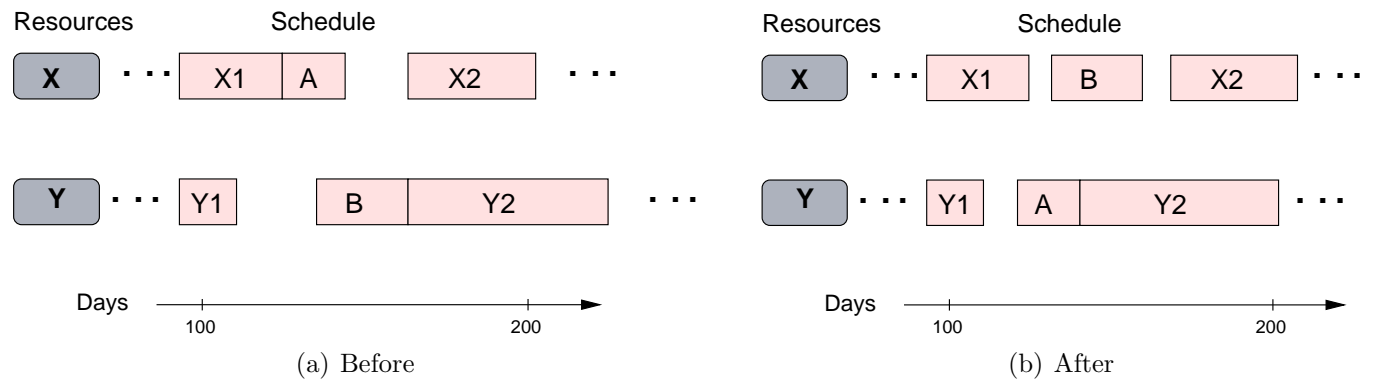 Resources Schedule
X . . . X1 A X2 . . .
Y . . . Y1 B Y2 . . .
Days
100 200
(a) Before
Resources Schedule
X . . . X1 B X2 . . .
Y . . . Y1 A Y2 . . .
Days
100 200
(b) After